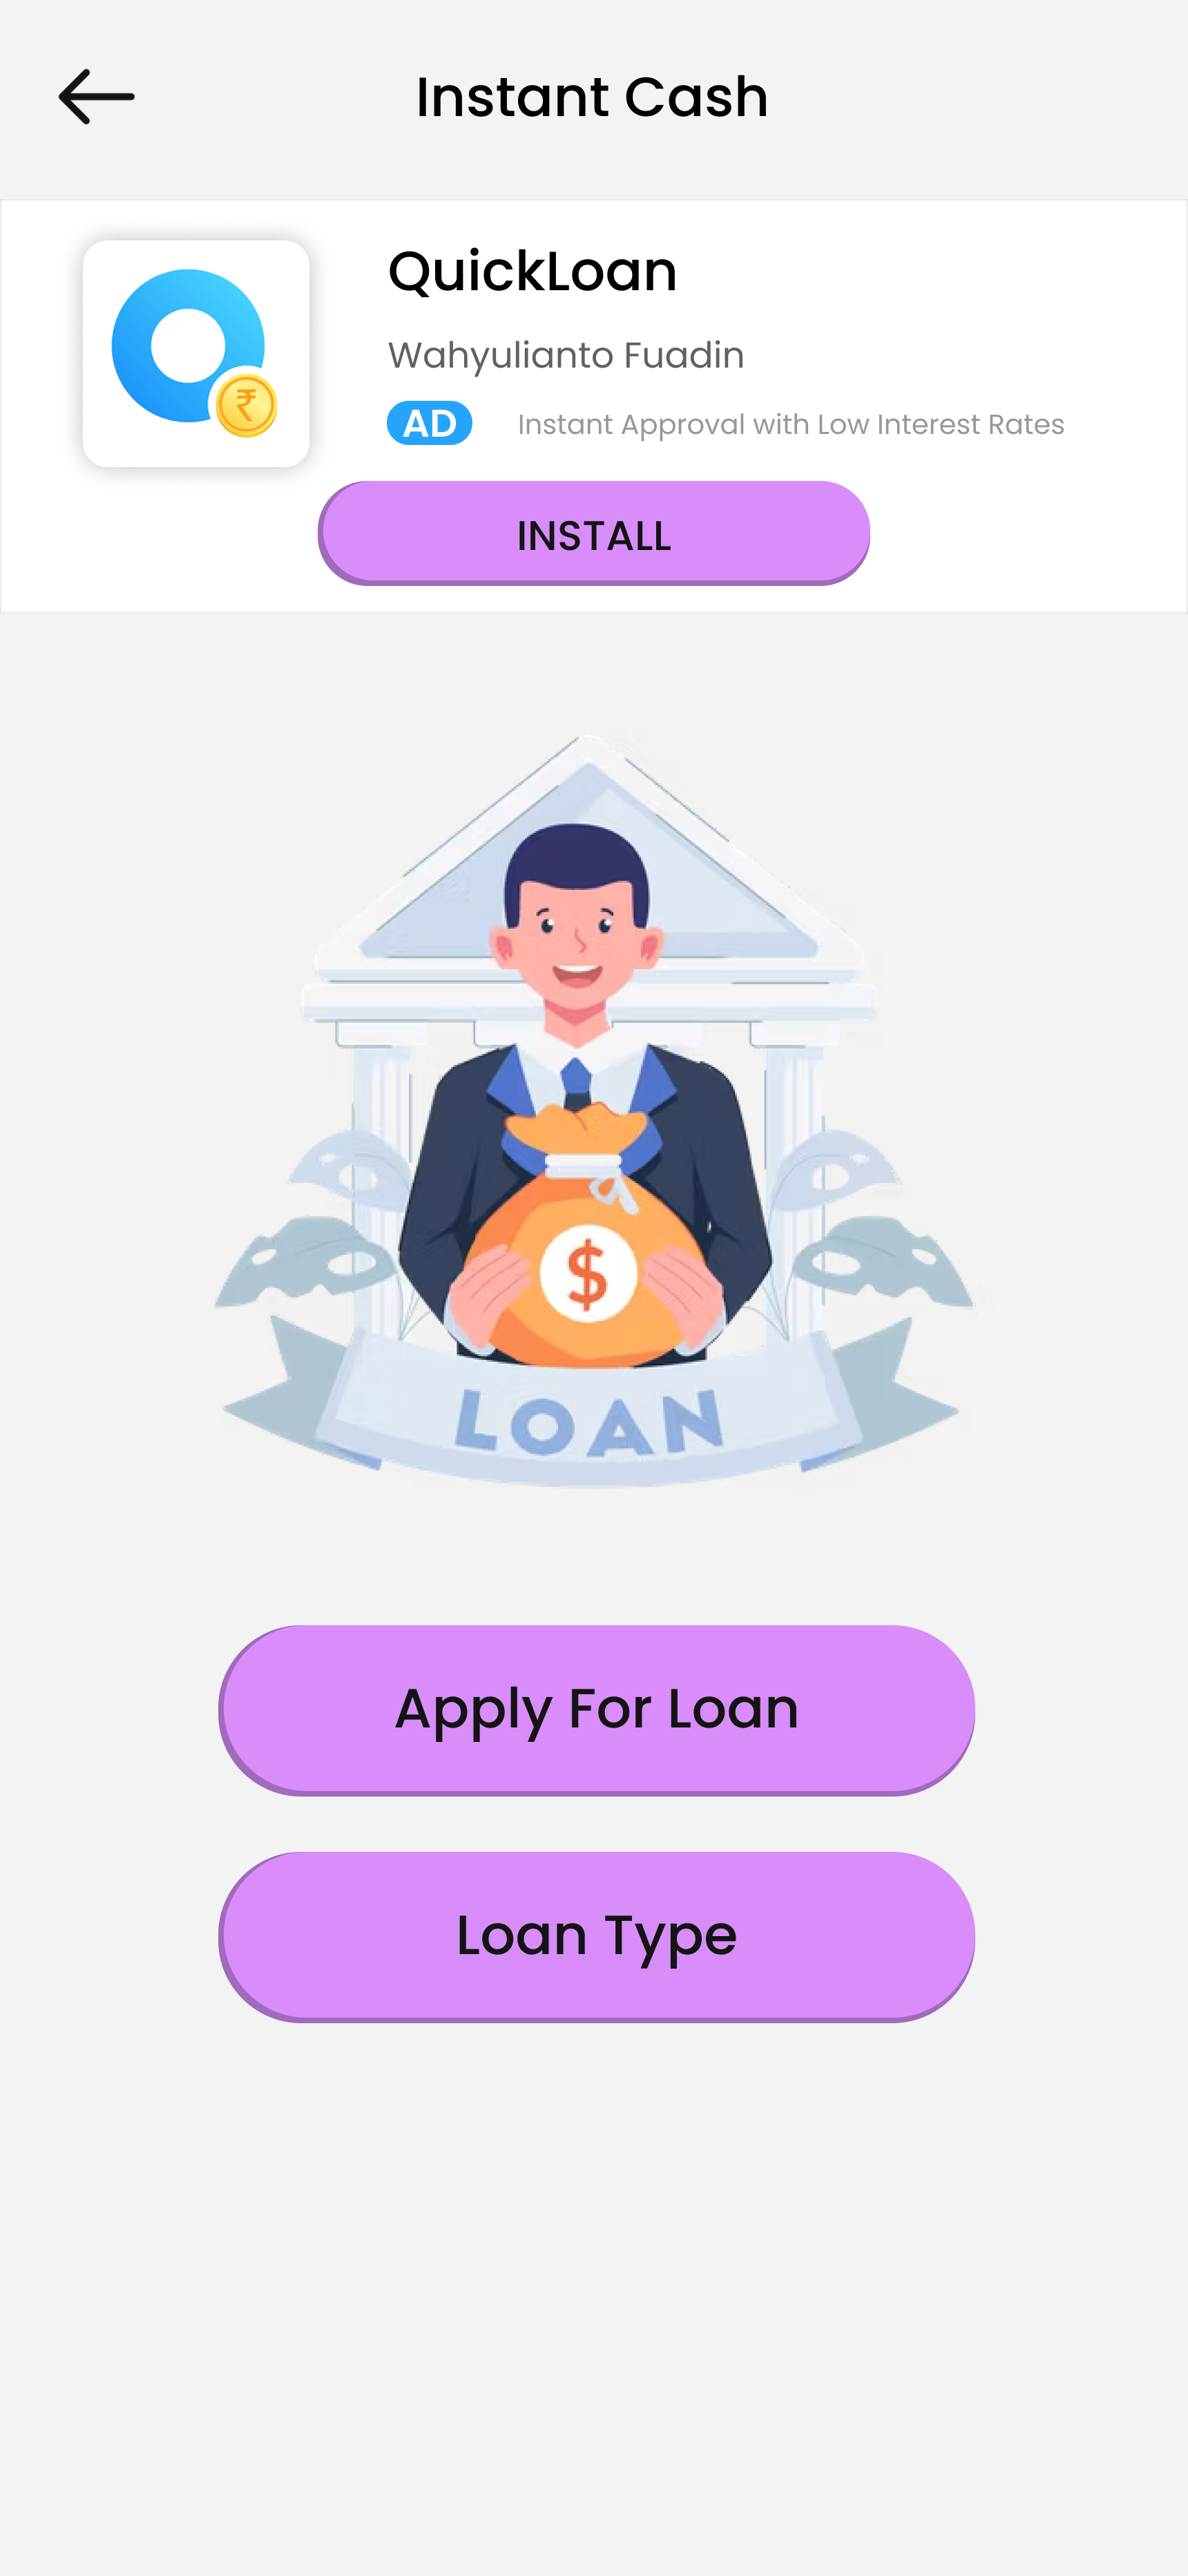 Instant Cash
QuickLoan
Wahyulianto Fuadin
AD Instant Approval with Low Interest Rates
INSTALL
₹
$
LOAN
Apply For Loan
Loan Type